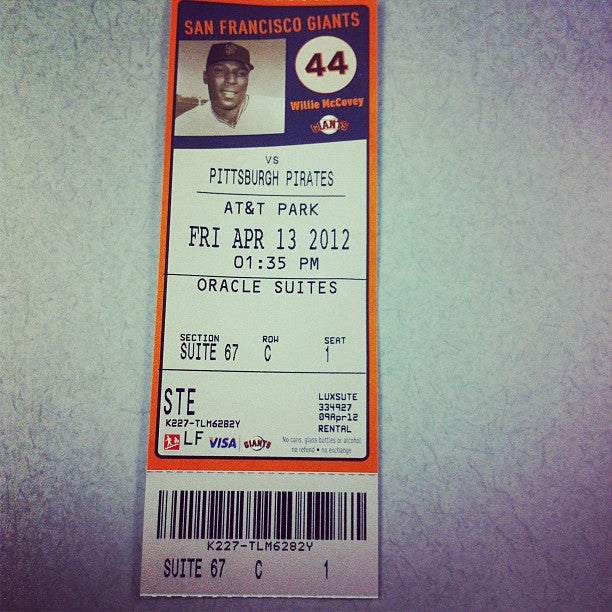 SAN FRANCISCO GIANTS
44
Willie McCovey
GIANTS
VS
PITTSBURGH PIRATES
AT&T PARK
FRI APR 13 2012
01:35 PM
ORACLE SUITES
SECTION ROW SEAT
SUITE 67 C 1
STE
K227-TLM6282Y
LF VISA GIANTS
LUXSUTE
334927
09Apr12
RENTAL
No cans, glass bottles or alcohol
no refund • no exchange
K227-TLM6282Y
SUITE 67 C 1